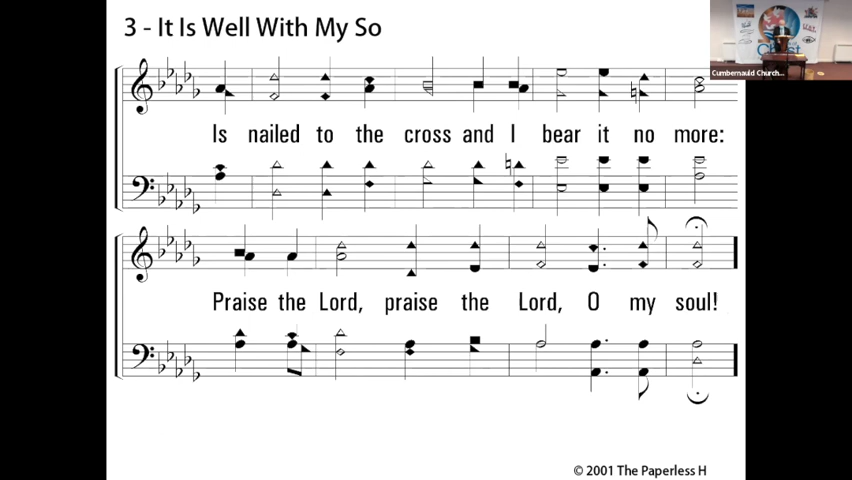 3 - It Is Well With My So
Is nailed to the cross and I bear it no more:
Praise the Lord, praise the Lord, O my soul!
© 2001 The Paperless H
Christ
Cumbernauld Church...